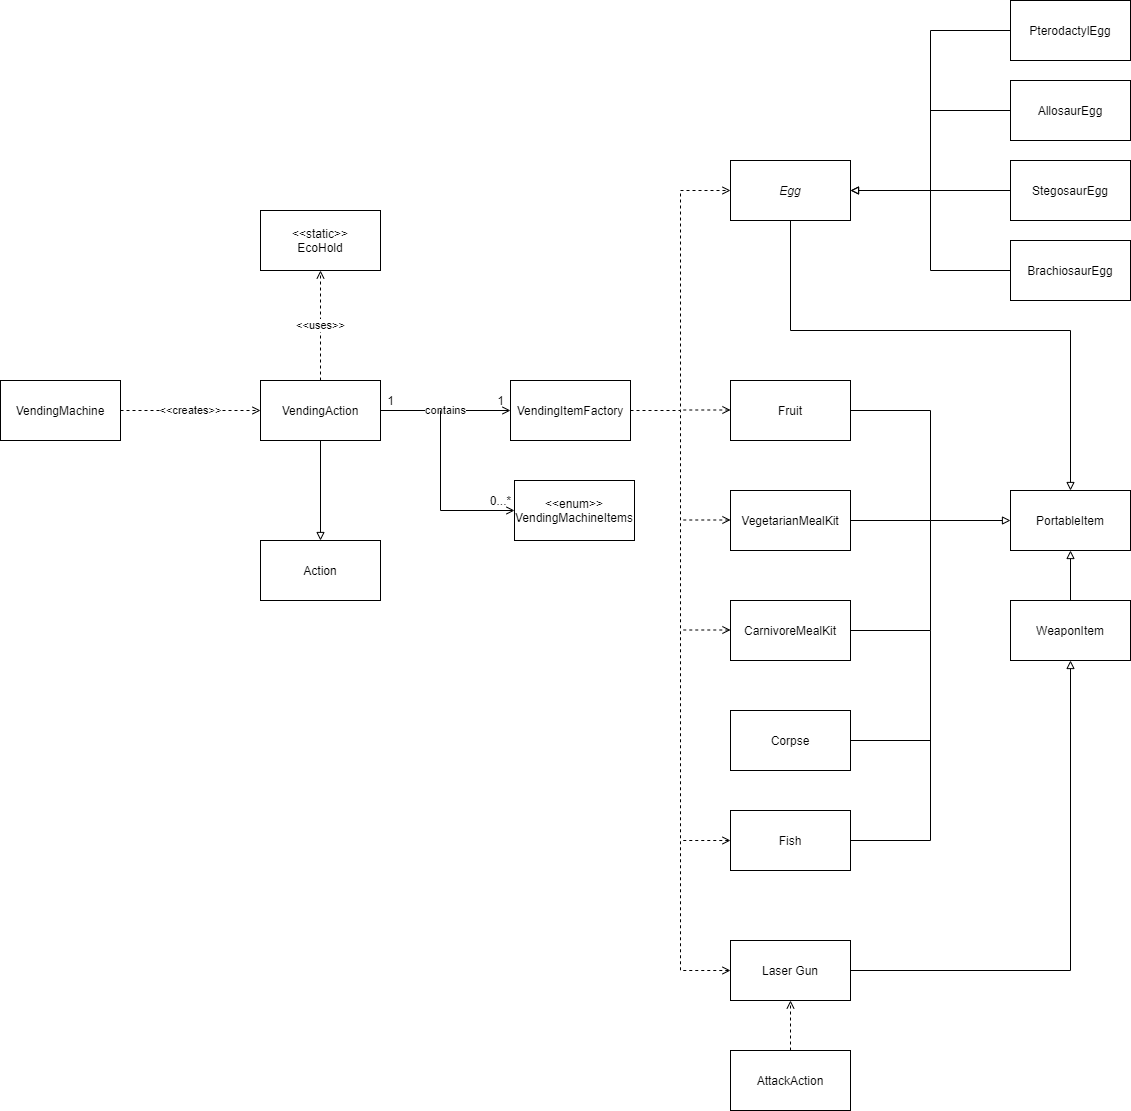 PterodactylEgg
AllosaurEgg
Egg
StegosaurEgg
<<static>>
EcoHold
BrachiosaurEgg
<<uses>>
VendingMachine
<<creates>>
VendingAction
1
contains
1
VendingItemFactory
Fruit
0...*
<<enum>>
VendingMachineItems
VegetarianMealKit
PortableItem
Action
CarnivoreMealKit
WeaponItem
Corpse
Fish
Laser Gun
AttackAction